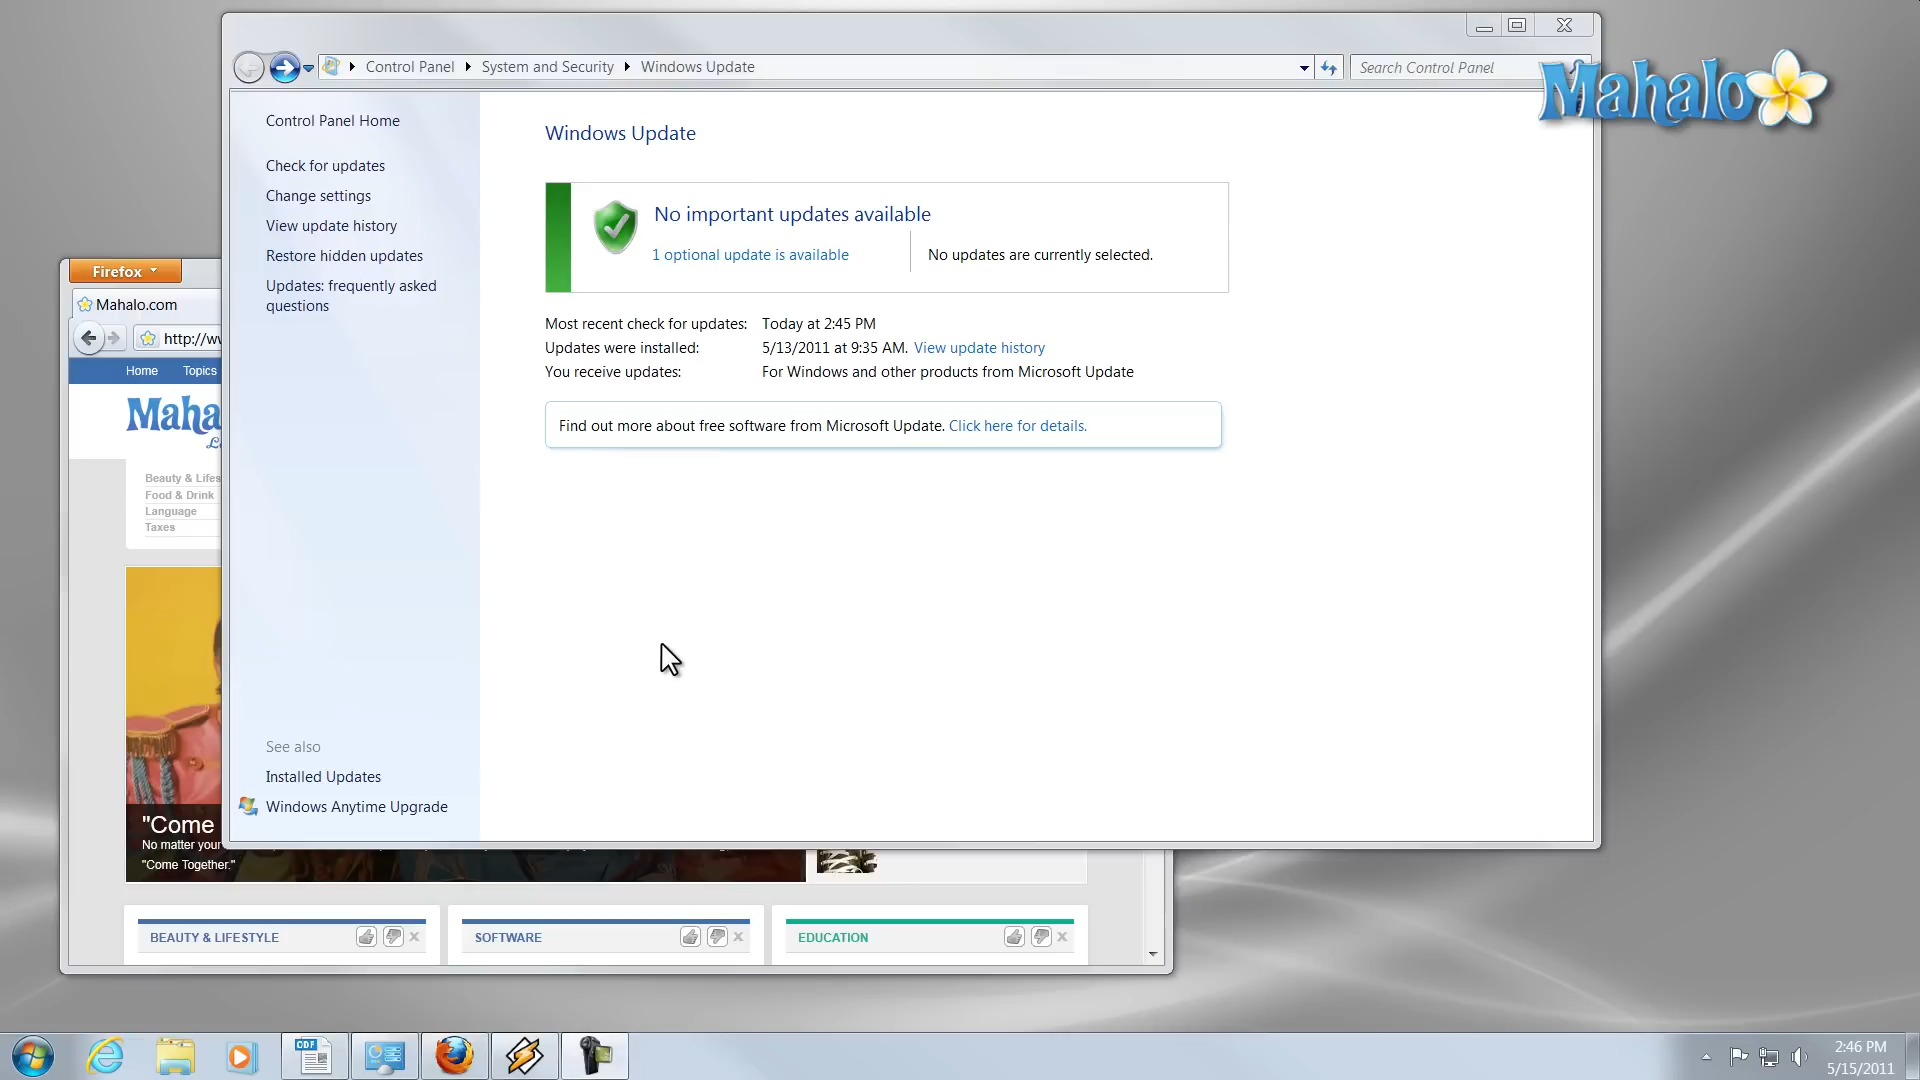 Control Panel
System and Security
Windows Update
Search Control Panel
Mahalo
Control Panel Home
Check for updates
Change settings
View update history
Restore hidden updates
Updates: frequently asked
questions
See also
Installed Updates
Windows Anytime Upgrade
Windows Update
No important updates available
1 optional update is available
No updates are currently selected.
Most recent check for updates: Today at 2:45 PM
Updates were installed: 5/13/2011 at 9:35 AM. View update history
You receive updates: For Windows and other products from Microsoft Update
Find out more about free software from Microsoft Update. Click here for details.
Firefox
Mahalo.com
Home Topics
Food & Drink
Language
Taxes
"Come
No matter your
"Come Together."
BEAUTY & LIFESTYLE
SOFTWARE
EDUCATION
ODF
2:46 PM
5/15/2011